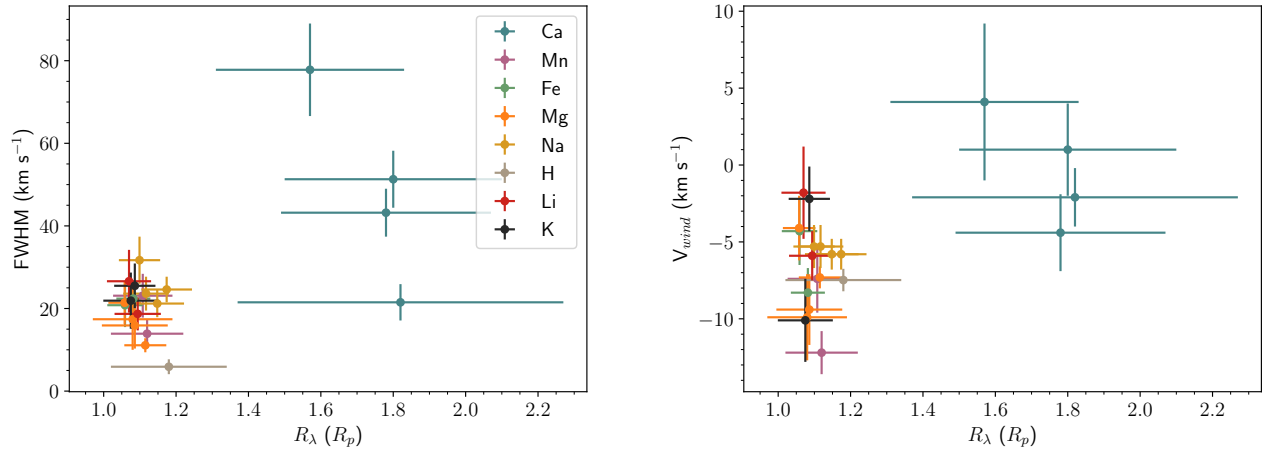 80
60
40
20
0
FWHM (km s⁻¹)
1.0 1.2 1.4 1.6 1.8 2.0 2.2
R_λ (R_p)
Ca
Mn
Fe
Mg
Na
H
Li
K
10
5
0
−5
−10
V_wind (km s⁻¹)
1.0 1.2 1.4 1.6 1.8 2.0 2.2
R_λ (R_p)